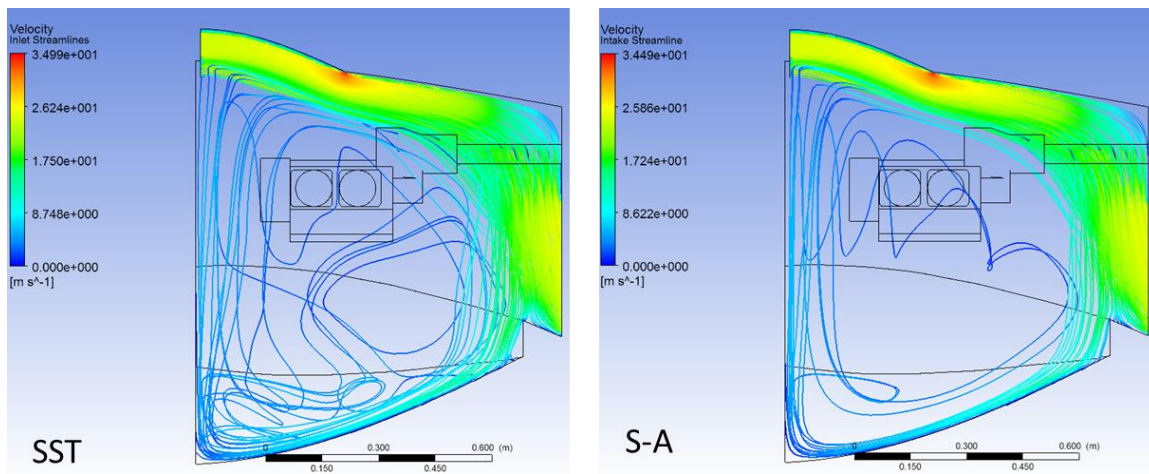 Velocity
Inlet Streamlines
3.499e+001
2.624e+001
1.750e+001
8.748e+000
0.000e+000
[m s^-1]
SST
0
0.300
0.600 (m)
0.150
0.450
Velocity
Intake Streamline
3.449e+001
2.586e+001
1.724e+001
8.622e+000
0.000e+000
[m s^-1]
S-A
0
0.300
0.600 (m)
0.150
0.450